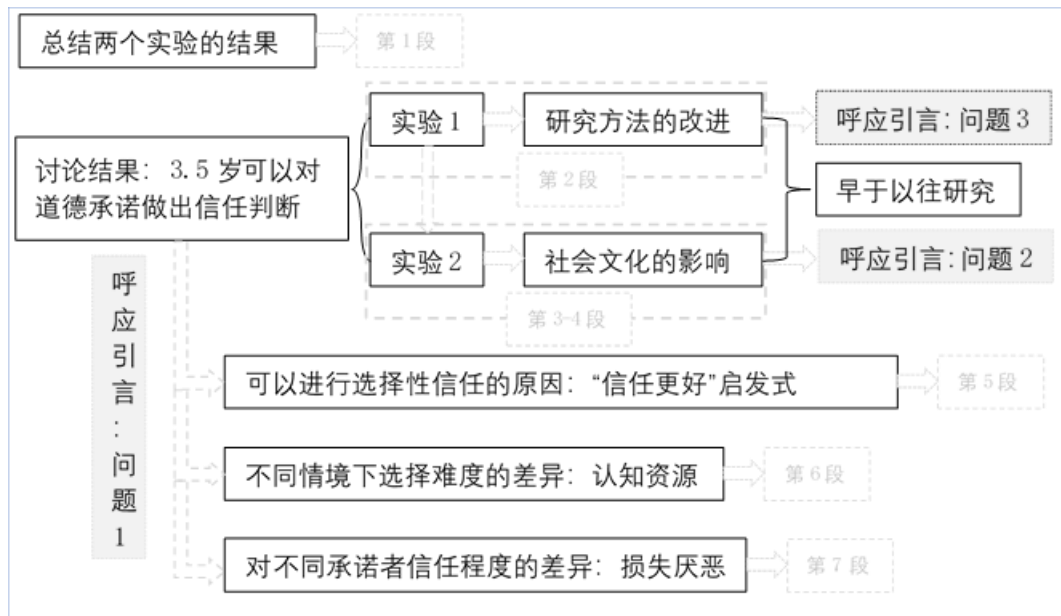 总结两个实验的结果
第1段
实验1
研究方法的改进
呼应引言：问题3
第2段
讨论结果：3.5岁可以对
道德承诺做出信任判断
早于以往研究
实验2
社会文化的影响
呼应引言：问题2
第3-4段
呼应引言：问题1
可以进行选择性信任的原因：“信任更好”启发式
第5段
不同情境下选择难度的差异：认知资源
第6段
对不同承诺者信任程度的差异：损失厌恶
第7段